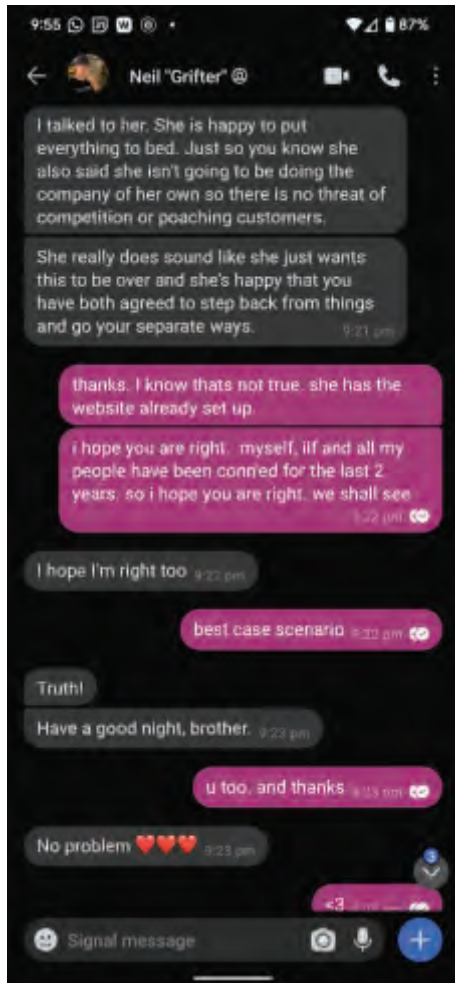 9:55
87%
Neil "Grifter" @
I talked to her. She is happy to put
everything to bed. Just so you know she
also said she isn't going to be doing the
company of her own so there is no threat of
competition or poaching customers.
She really does sound like she just wants
this to be over and she's happy that you
have both agreed to step back from things
and go your separate ways.
9:21 pm
thanks. I know thats not true. she has the
website already set up.
i hope you are right. myself, ilf and all my
people have been conn'ed for the last 2
years. so i hope you are right. we shall see
9:22 pm
I hope I'm right too 9:22 pm
best case scenario 9:22 pm
Truth!
Have a good night, brother. 9:23 pm
u too. and thanks 9:23 pm
No problem ❤️❤️❤️ 9:23 pm
3
<3
Signal message